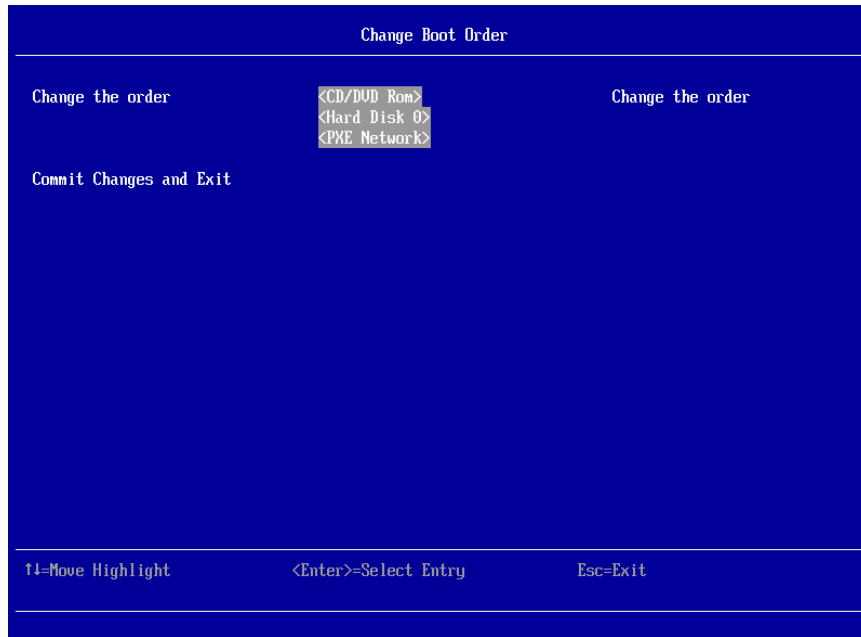 Change Boot Order
Change the order <CD/DVD Rom> Change the order
<Hard Disk 0>
<PXE Network>
Commit Changes and Exit
↑↓=Move Highlight <Enter>=Select Entry Esc=Exit